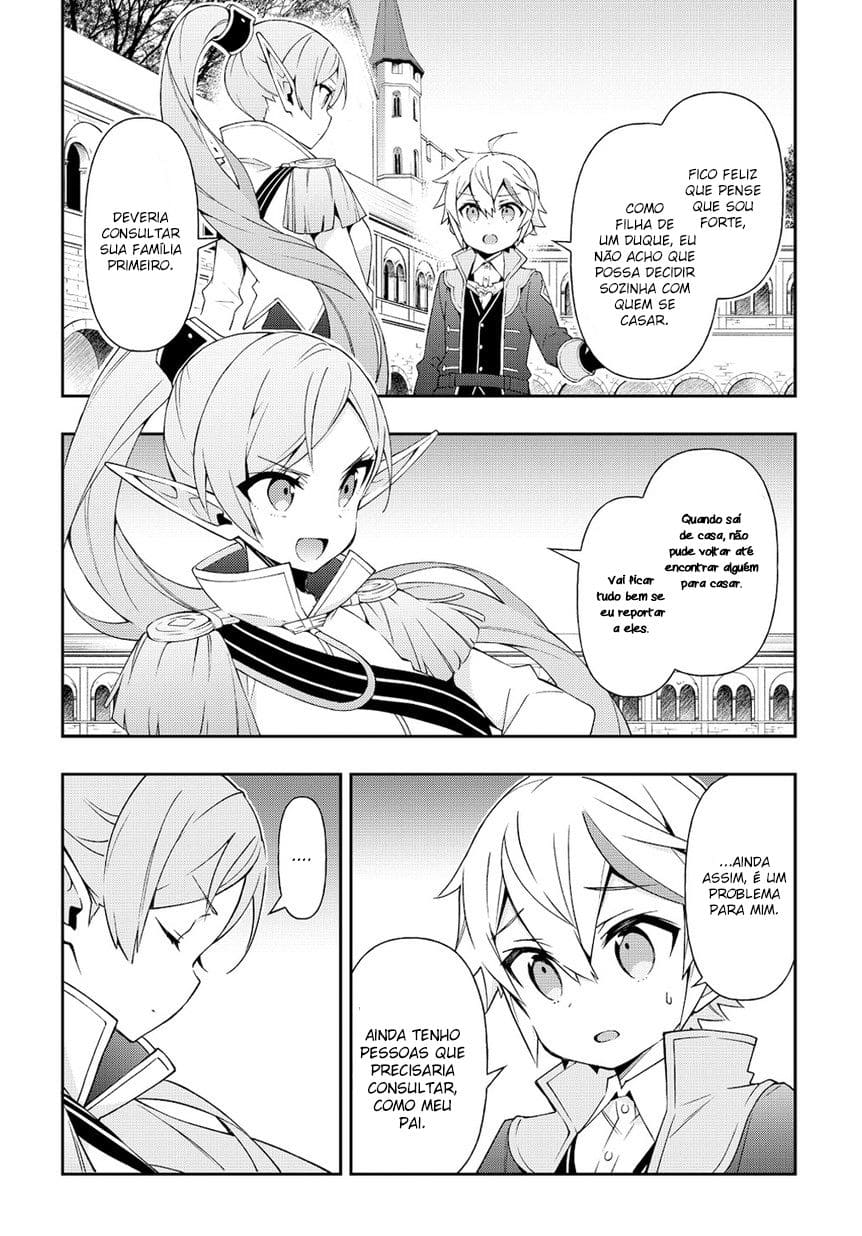 FICO FELIZ
QUE PENSE
QUE SOU
FORTE,
COMO
FILHA DE
UM DUQUE, EU
NÃO ACHO QUE
POSSA DECIDIR
SOZINHA COM
QUEM SE
CASAR.
DEVERIA
CONSULTAR
SUA FAMÍLIA
PRIMEIRO.
Quando saí
de casa, não
pude voltar até
encontrar alguém
para casar.
Vai ficar
tudo bem se
eu reportar
a eles.
...AINDA
ASSIM, É UM
PROBLEMA
PARA MIM.
AINDA TENHO
PESSOAS QUE
PRECISARIA
CONSULTAR,
COMO MEU
PAI.
....